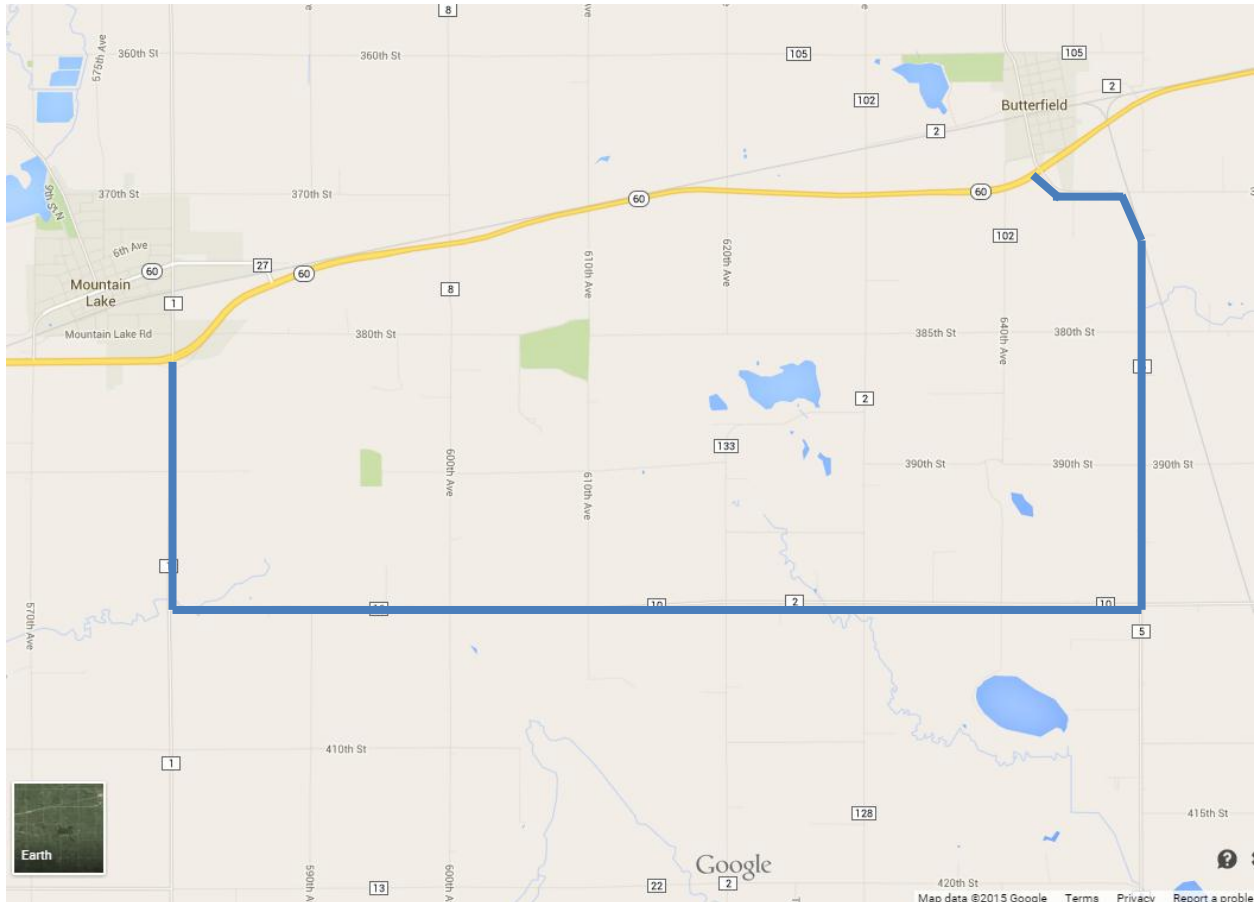 8
575th Ave
360th St
360th St
105
105
2
102
Butterfield
2
370th St
370th St
9th St N
60
60
102
6th Ave
60
27
60
610th Ave
620th Ave
Mountain
Lake
1
8
Mountain Lake Rd
380th St
385th St
640th Ave
380th St
2
133
600th Ave
610th Ave
390th St
390th St
390th St
570th Ave
10
2
10
5
410th St
1
128
415th St
Earth
Google
590th A
13
600th A
22
2
420th St
Map data ©2015 Google Terms Privacy Report a proble